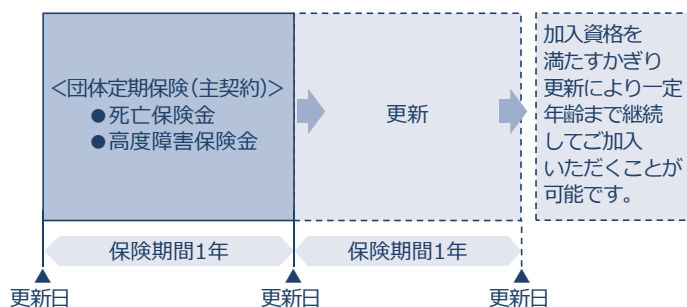 <団体定期保険(主契約)>
●死亡保険金
●高度障害保険金
更新
加入資格を
満たすかぎり
更新により一定
年齢まで継続
してご加入
いただくことが
可能です。
保険期間1年
保険期間1年
更新日
更新日
更新日